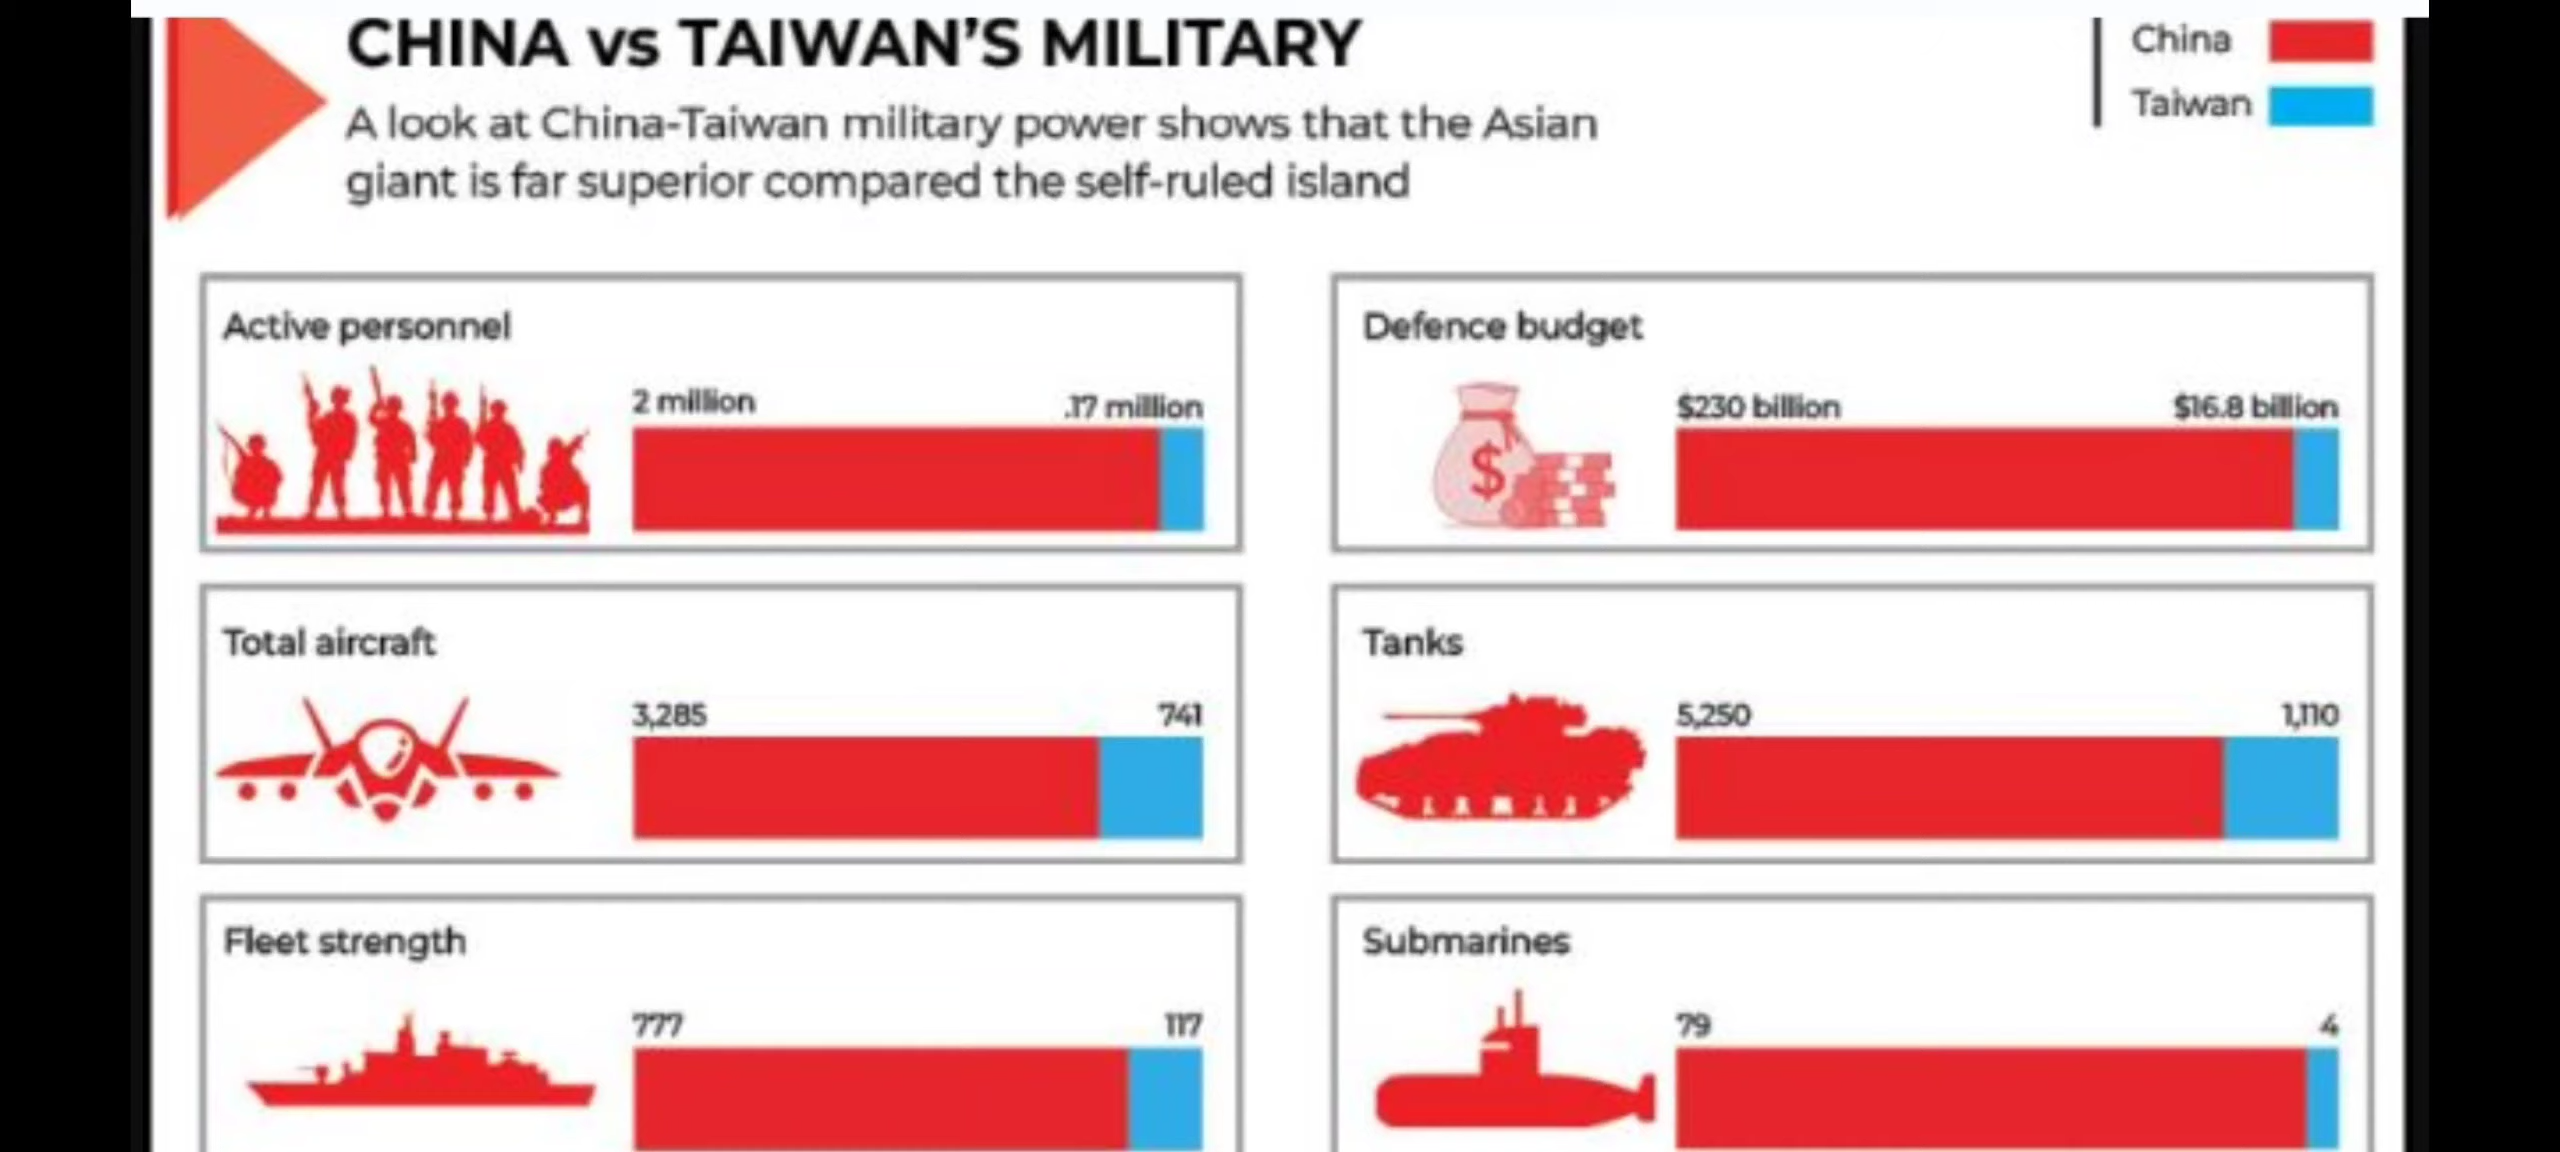 CHINA vs TAIWAN'S MILITARY
A look at China-Taiwan military power shows that the Asian
giant is far superior compared the self-ruled island
China
Taiwan
Active personnel
2 million .17 million
Defence budget
$
$230 billion $16.8 billion
Total aircraft
3,285 741
Tanks
5,250 1,110
Fleet strength
777 117
Submarines
79 4